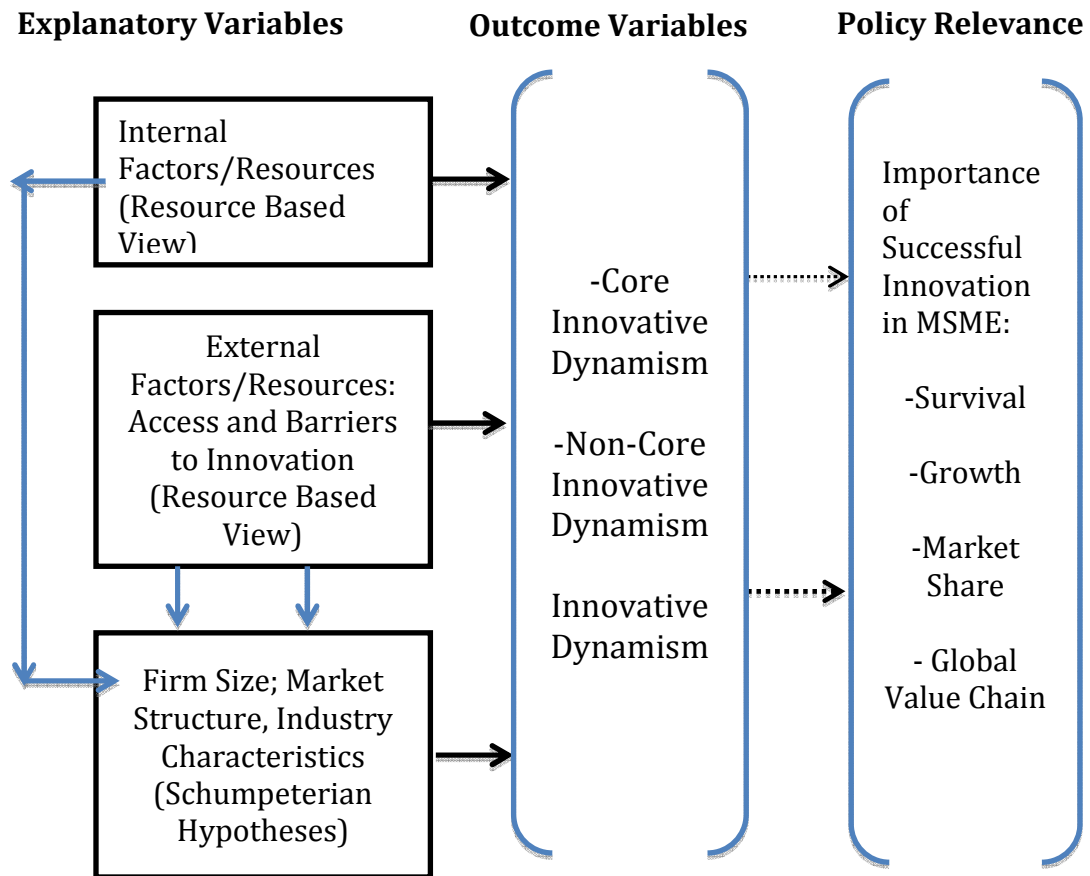 Explanatory Variables
Outcome Variables
Policy Relevance
Internal
Factors/Resources
(Resource Based
View)
External
Factors/Resources:
Access and Barriers
to Innovation
(Resource Based
View)
Firm Size; Market
Structure, Industry
Characteristics
(Schumpeterian
Hypotheses)
-Core
Innovative
Dynamism
-Non-Core
Innovative
Dynamism
Innovative
Dynamism
Importance
of
Successful
Innovation
in MSME:
-Survival
-Growth
-Market
Share
- Global
Value Chain